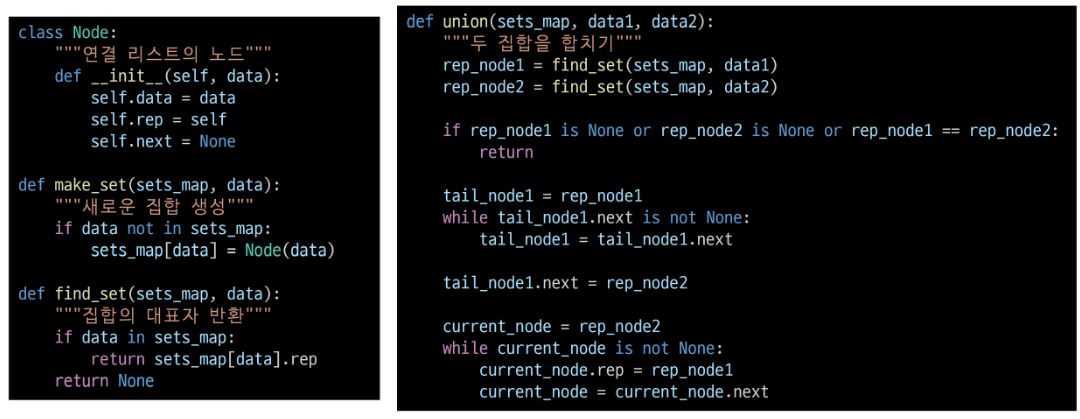 class Node:
    """연결 리스트의 노드"""
    def __init__(self, data):
        self.data = data
        self.rep = self
        self.next = None
def make_set(sets_map, data):
    """새로운 집합 생성"""
    if data not in sets_map:
        sets_map[data] = Node(data)
def find_set(sets_map, data):
    """집합의 대표자 반환"""
    if data in sets_map:
        return sets_map[data].rep
    return None
def union(sets_map, data1, data2):
    """두 집합을 합치기"""
    rep_node1 = find_set(sets_map, data1)
    rep_node2 = find_set(sets_map, data2)
    if rep_node1 is None or rep_node2 is None or rep_node1 == rep_node2:
        return
    tail_node1 = rep_node1
    while tail_node1.next is not None:
        tail_node1 = tail_node1.next
    tail_node1.next = rep_node2
    current_node = rep_node2
    while current_node is not None:
        current_node.rep = rep_node1
        current_node = current_node.next